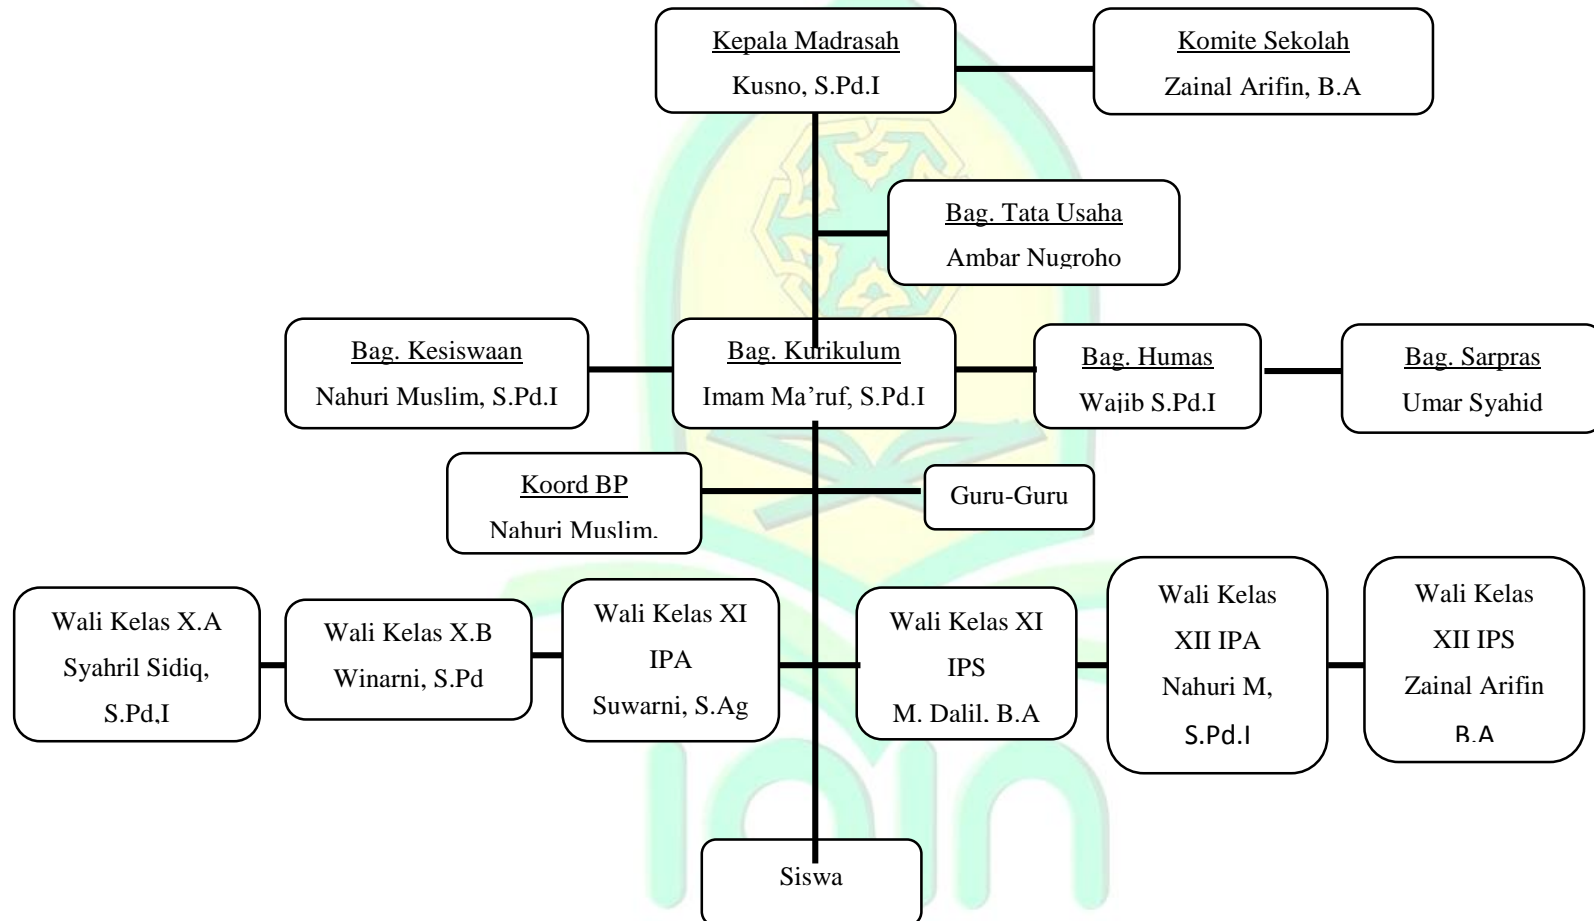 Kepala Madrasah
Kusno, S.Pd.I
Komite Sekolah
Zainal Arifin, B.A
Bag. Tata Usaha
Ambar Nugroho
Bag. Kesiswaan
Nahuri Muslim, S.Pd.I
Bag. Kurikulum
Imam Ma’ruf, S.Pd.I
Bag. Humas
Wajib S.Pd.I
Bag. Sarpras
Umar Syahid
Koord BP
Nahuri Muslim.
Guru-Guru
Wali Kelas X.A
Syahril Sidiq,
S.Pd,I
Wali Kelas X.B
Winarni, S.Pd
Wali Kelas XI
IPA
Suwarni, S.Ag
Wali Kelas XI
IPS
M. Dalil. B.A
Wali Kelas
XII IPA
Nahuri M,
S.Pd.I
Wali Kelas
XII IPS
Zainal Arifin
B.A
Siswa
iain